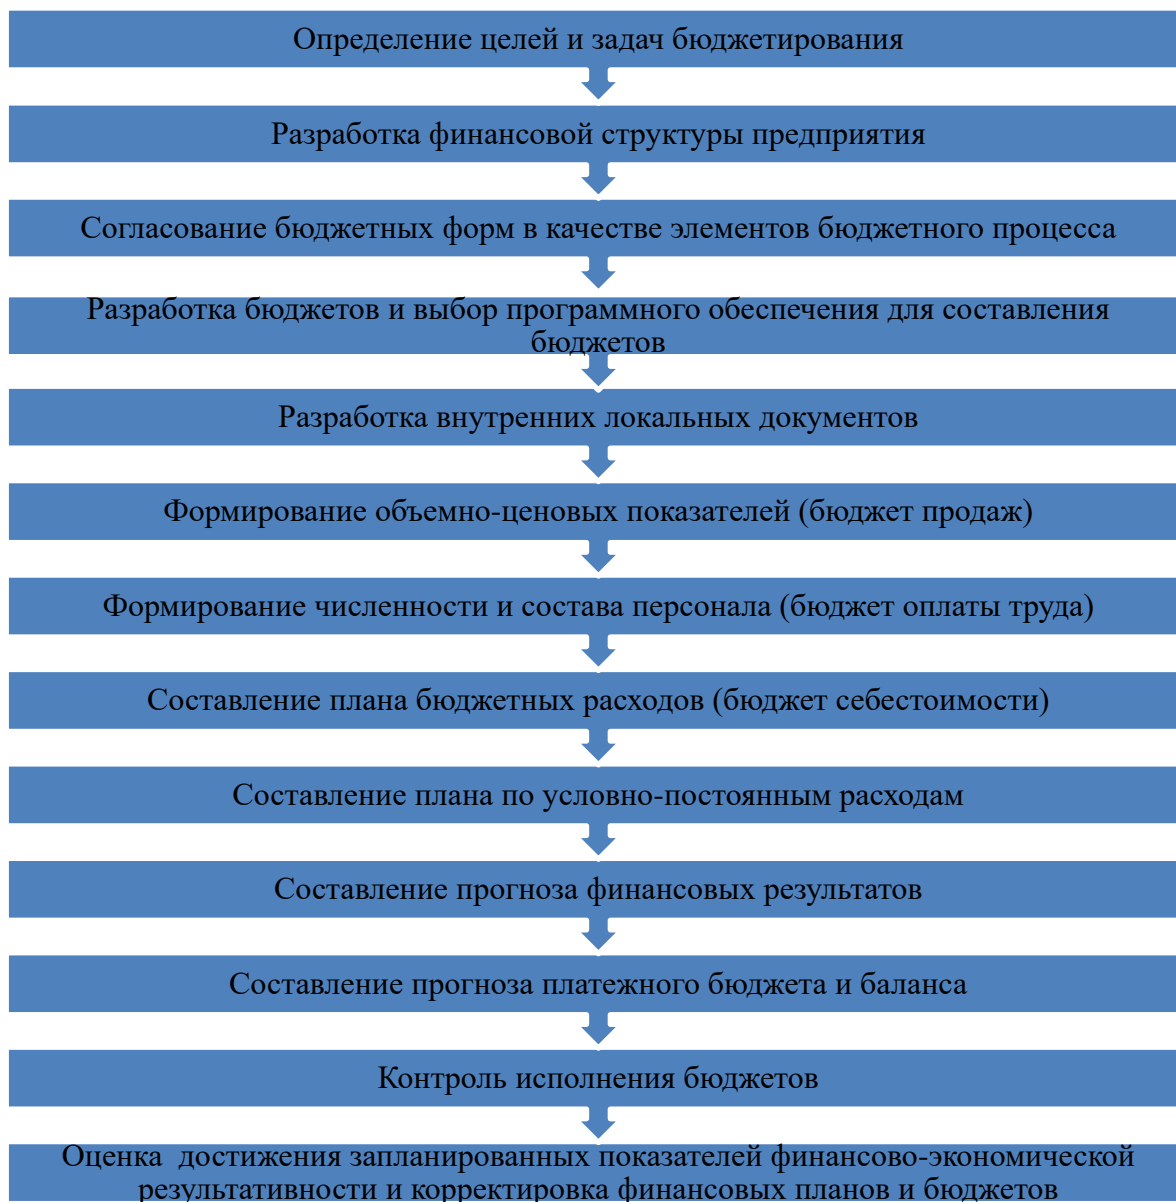 Определение целей и задач бюджетирования
Разработка финансовой структуры предприятия
Согласование бюджетных форм в качестве элементов бюджетного процесса
Разработка бюджетов и выбор программного обеспечения для составления
бюджетов
Разработка внутренних локальных документов
Формирование объемно-ценовых показателей (бюджет продаж)
Формирование численности и состава персонала (бюджет оплаты труда)
Составление плана бюджетных расходов (бюджет себестоимости)
Составление плана по условно-постоянным расходам
Составление прогноза финансовых результатов
Составление прогноза платежного бюджета и баланса
Контроль исполнения бюджетов
Оценка  достижения запланированных показателей финансово-экономической
результативности и корректировка финансовых планов и бюджетов